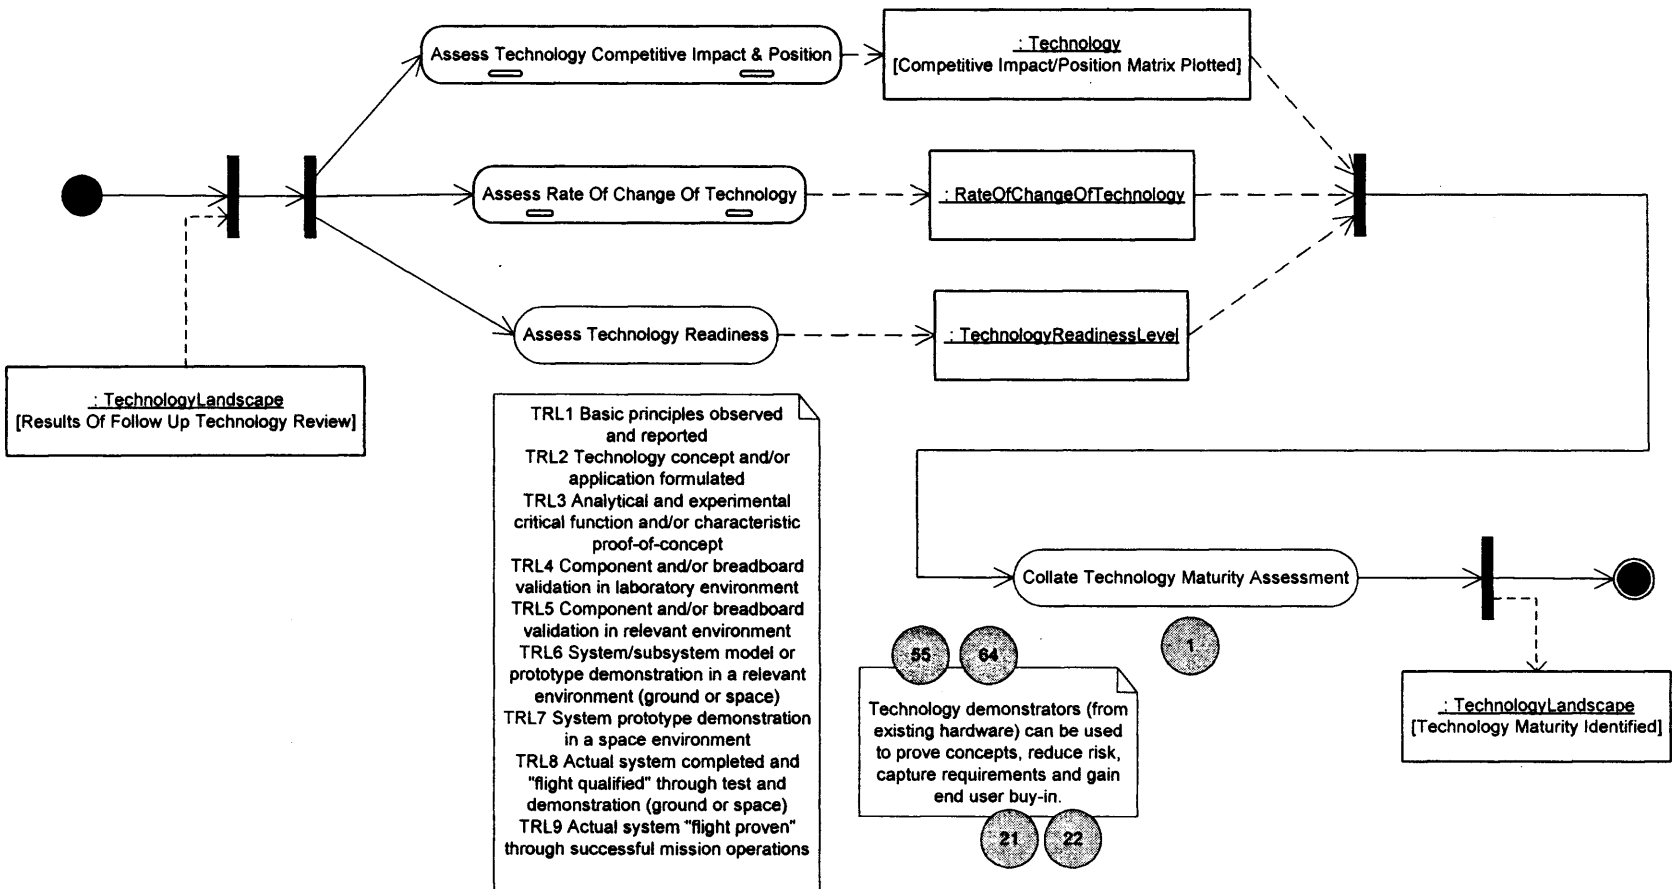 Assess Technology Competitive Impact & Position
: Technology
[Competitive Impact/Position Matrix Plotted]
Assess Rate Of Change Of Technology
: RateOfChangeOfTechnology
Assess Technology Readiness
: TechnologyReadinessLevel
: TechnologyLandscape
[Results Of Follow Up Technology Review]
TRL1 Basic principles observed
and reported
TRL2 Technology concept and/or
application formulated
TRL3 Analytical and experimental
critical function and/or characteristic
proof-of-concept
TRL4 Component and/or breadboard
validation in laboratory environment
TRL5 Component and/or breadboard
validation in relevant environment
TRL6 System/subsystem model or
prototype demonstration in a relevant
environment (ground or space)
TRL7 System prototype demonstration
in a space environment
TRL8 Actual system completed and
"flight qualified" through test and
demonstration (ground or space)
TRL9 Actual system "flight proven"
through successful mission operations
Collate Technology Maturity Assessment
1
55
64
Technology demonstrators (from
existing hardware) can be used
to prove concepts, reduce risk,
capture requirements and gain
end user buy-in.
21
22
: TechnologyLandscape
[Technology Maturity Identified]